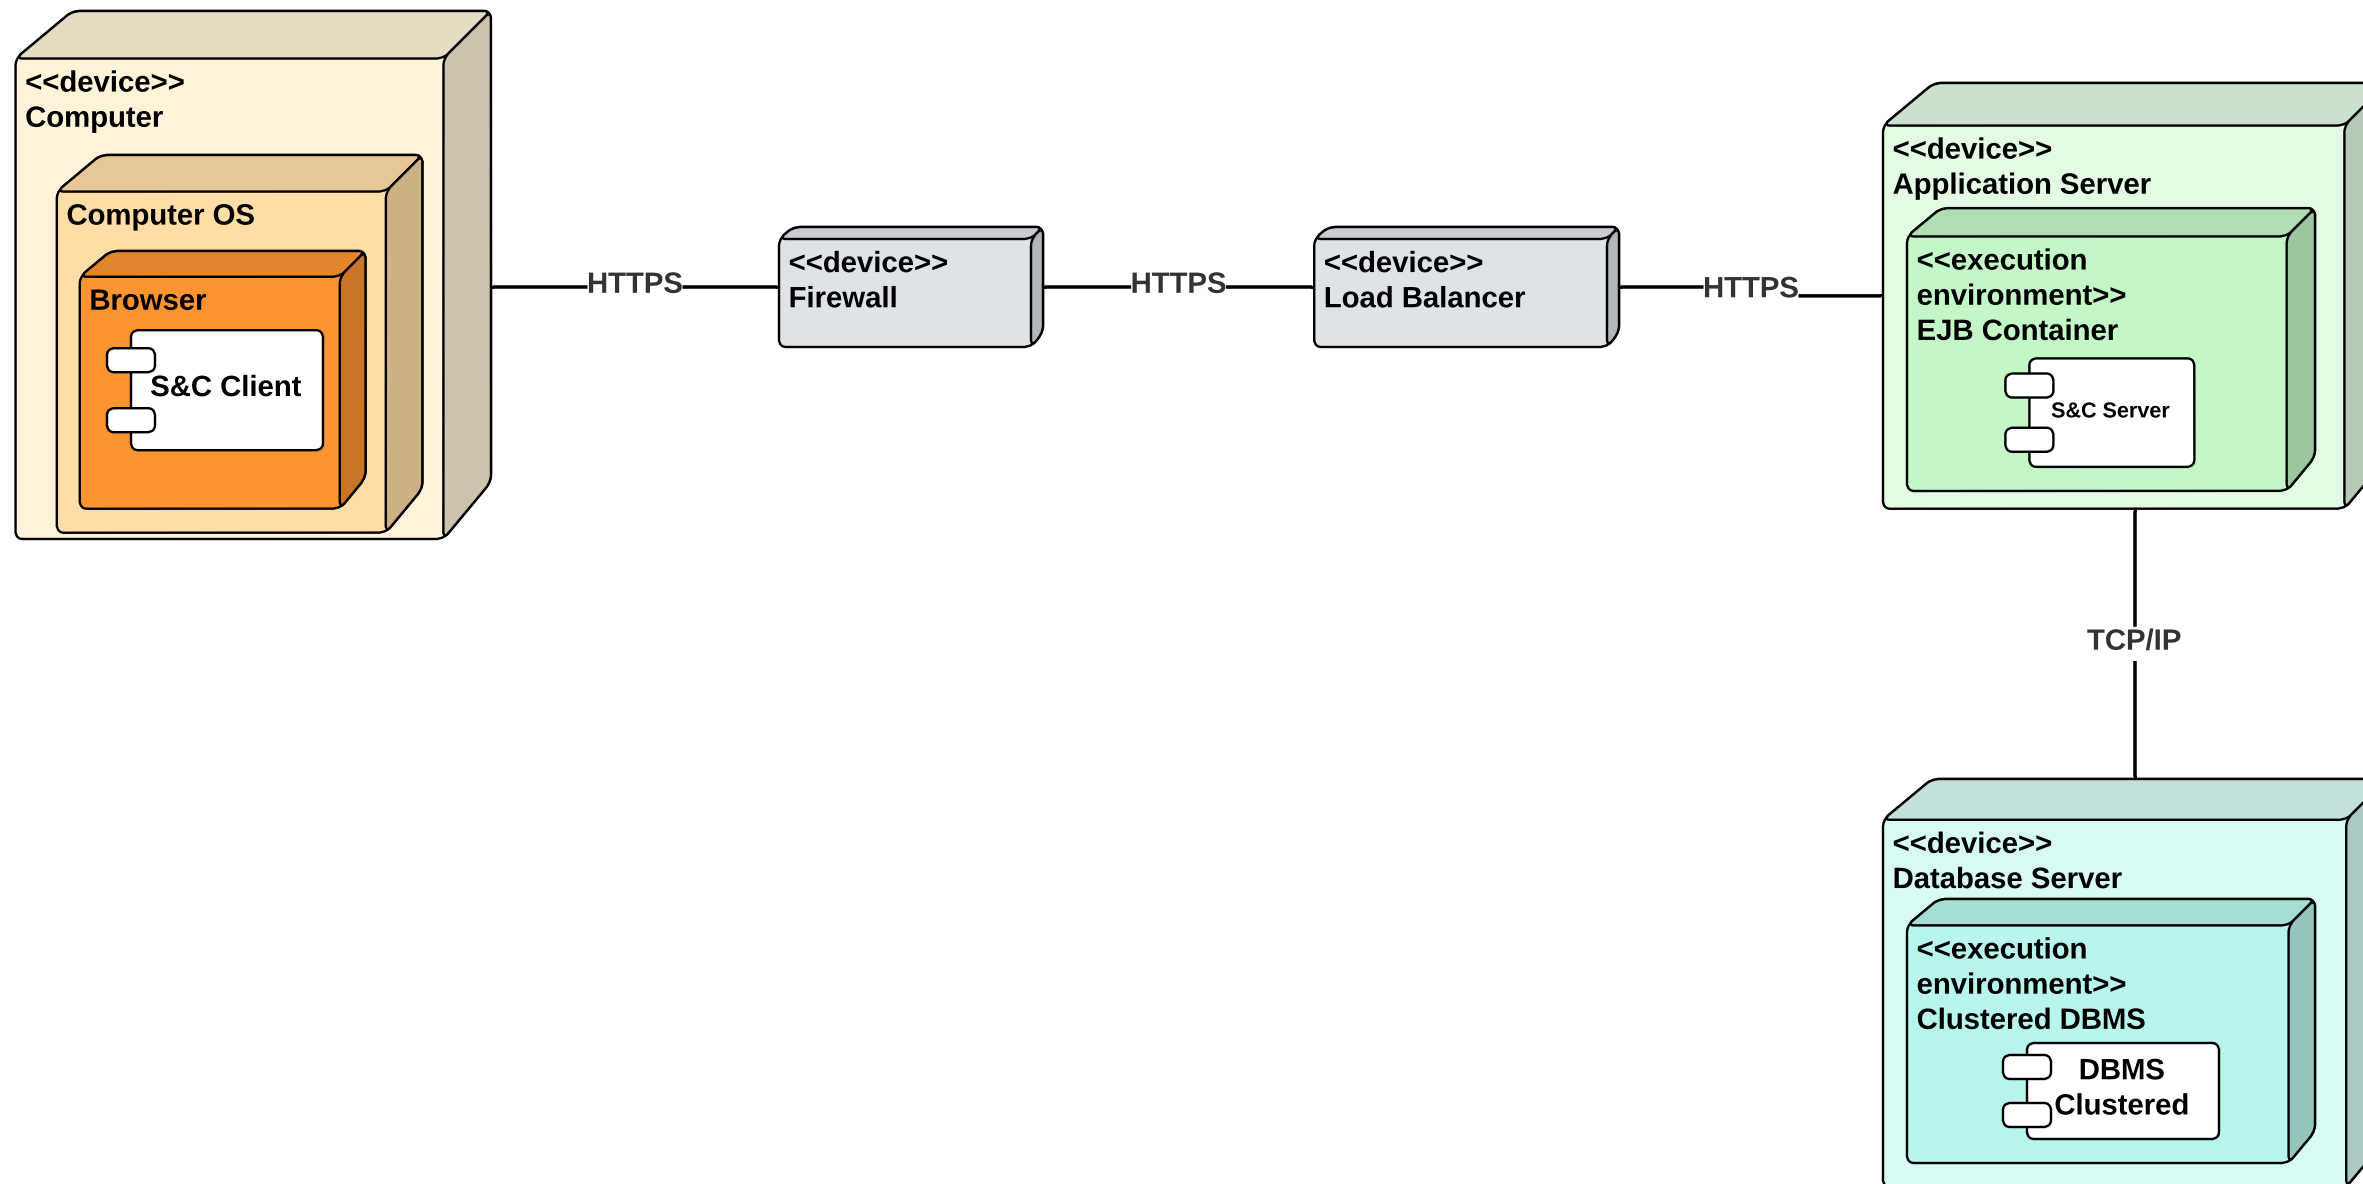 <<device>>
Computer
Computer OS
Browser
S&C Client
HTTPS
<<device>>
Firewall
HTTPS
<<device>>
Load Balancer
HTTPS
<<device>>
Application Server
<<execution
environment>>
EJB Container
S&C Server
TCP/IP
<<device>>
Database Server
<<execution
environment>>
Clustered DBMS
DBMS
Clustered